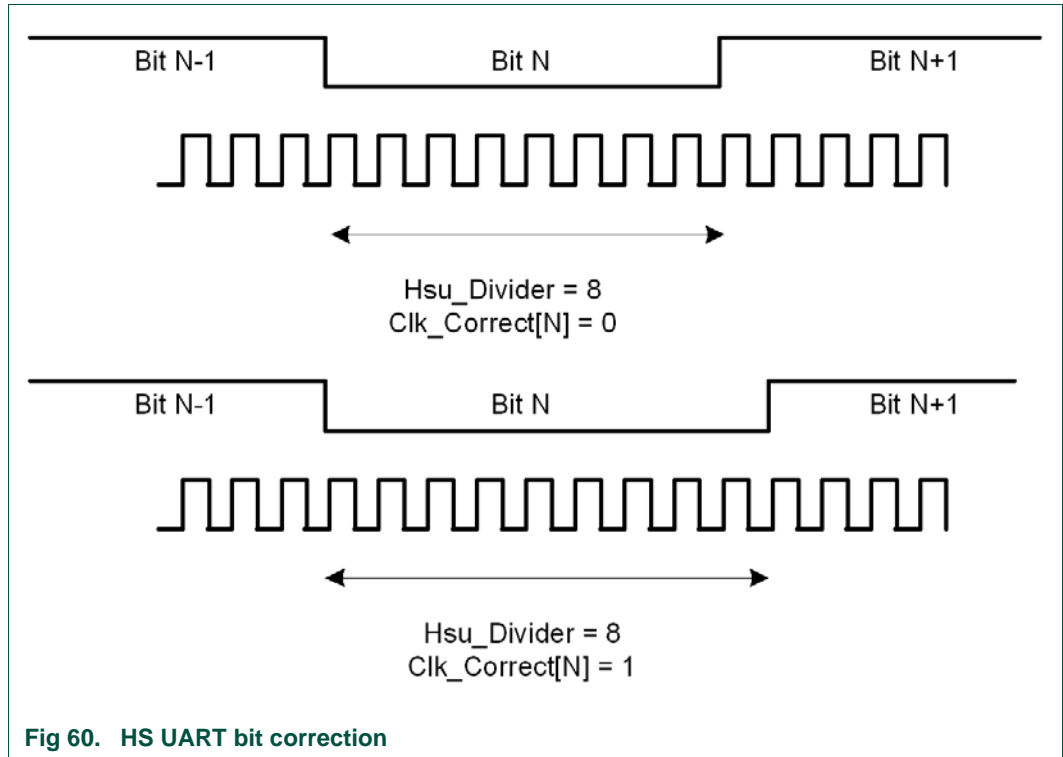 Bit N-1 Bit N Bit N+1
Hsu_Divider = 8
Clk_Correct[N] = 0
Bit N-1 Bit N Bit N+1
Hsu_Divider = 8
Clk_Correct[N] = 1
Fig 60. HS UART bit correction